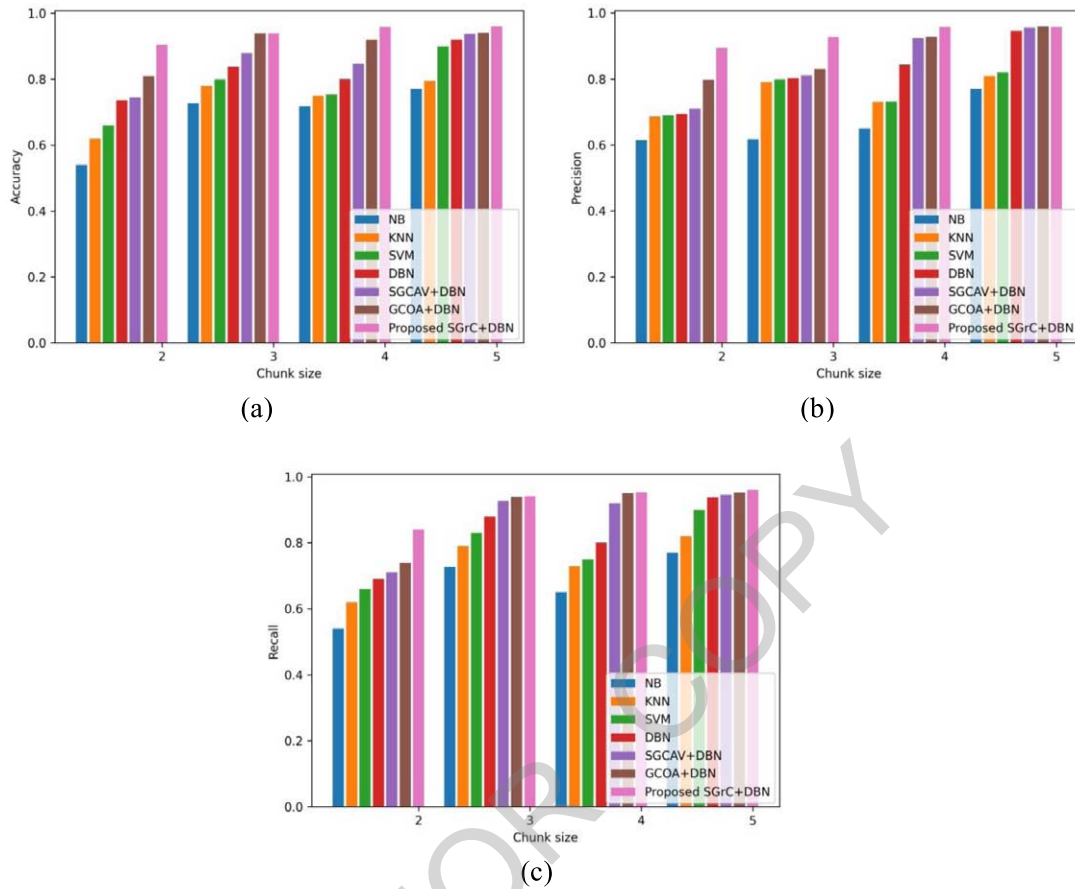 1.0
0.8
0.6
0.4
0.2
0.0
Accuracy
NB
KNN
SVM
DBN
SGCAV+DBN
GCOA+DBN
Proposed SGrC+DBN
2 3 4 5
Chunk size
(a)
1.0
0.8
0.6
0.4
0.2
0.0
Precision
NB
KNN
SVM
DBN
SGCAV+DBN
GCOA+DBN
Proposed SGrC+DBN
2 3 4 5
Chunk size
(b)
1.0
0.8
0.6
0.4
0.2
0.0
Recall
NB
KNN
SVM
DBN
SGCAV+DBN
GCOA+DBN
Proposed SGrC+DBN
2 3 4 5
Chunk size
(c)
OR COPY